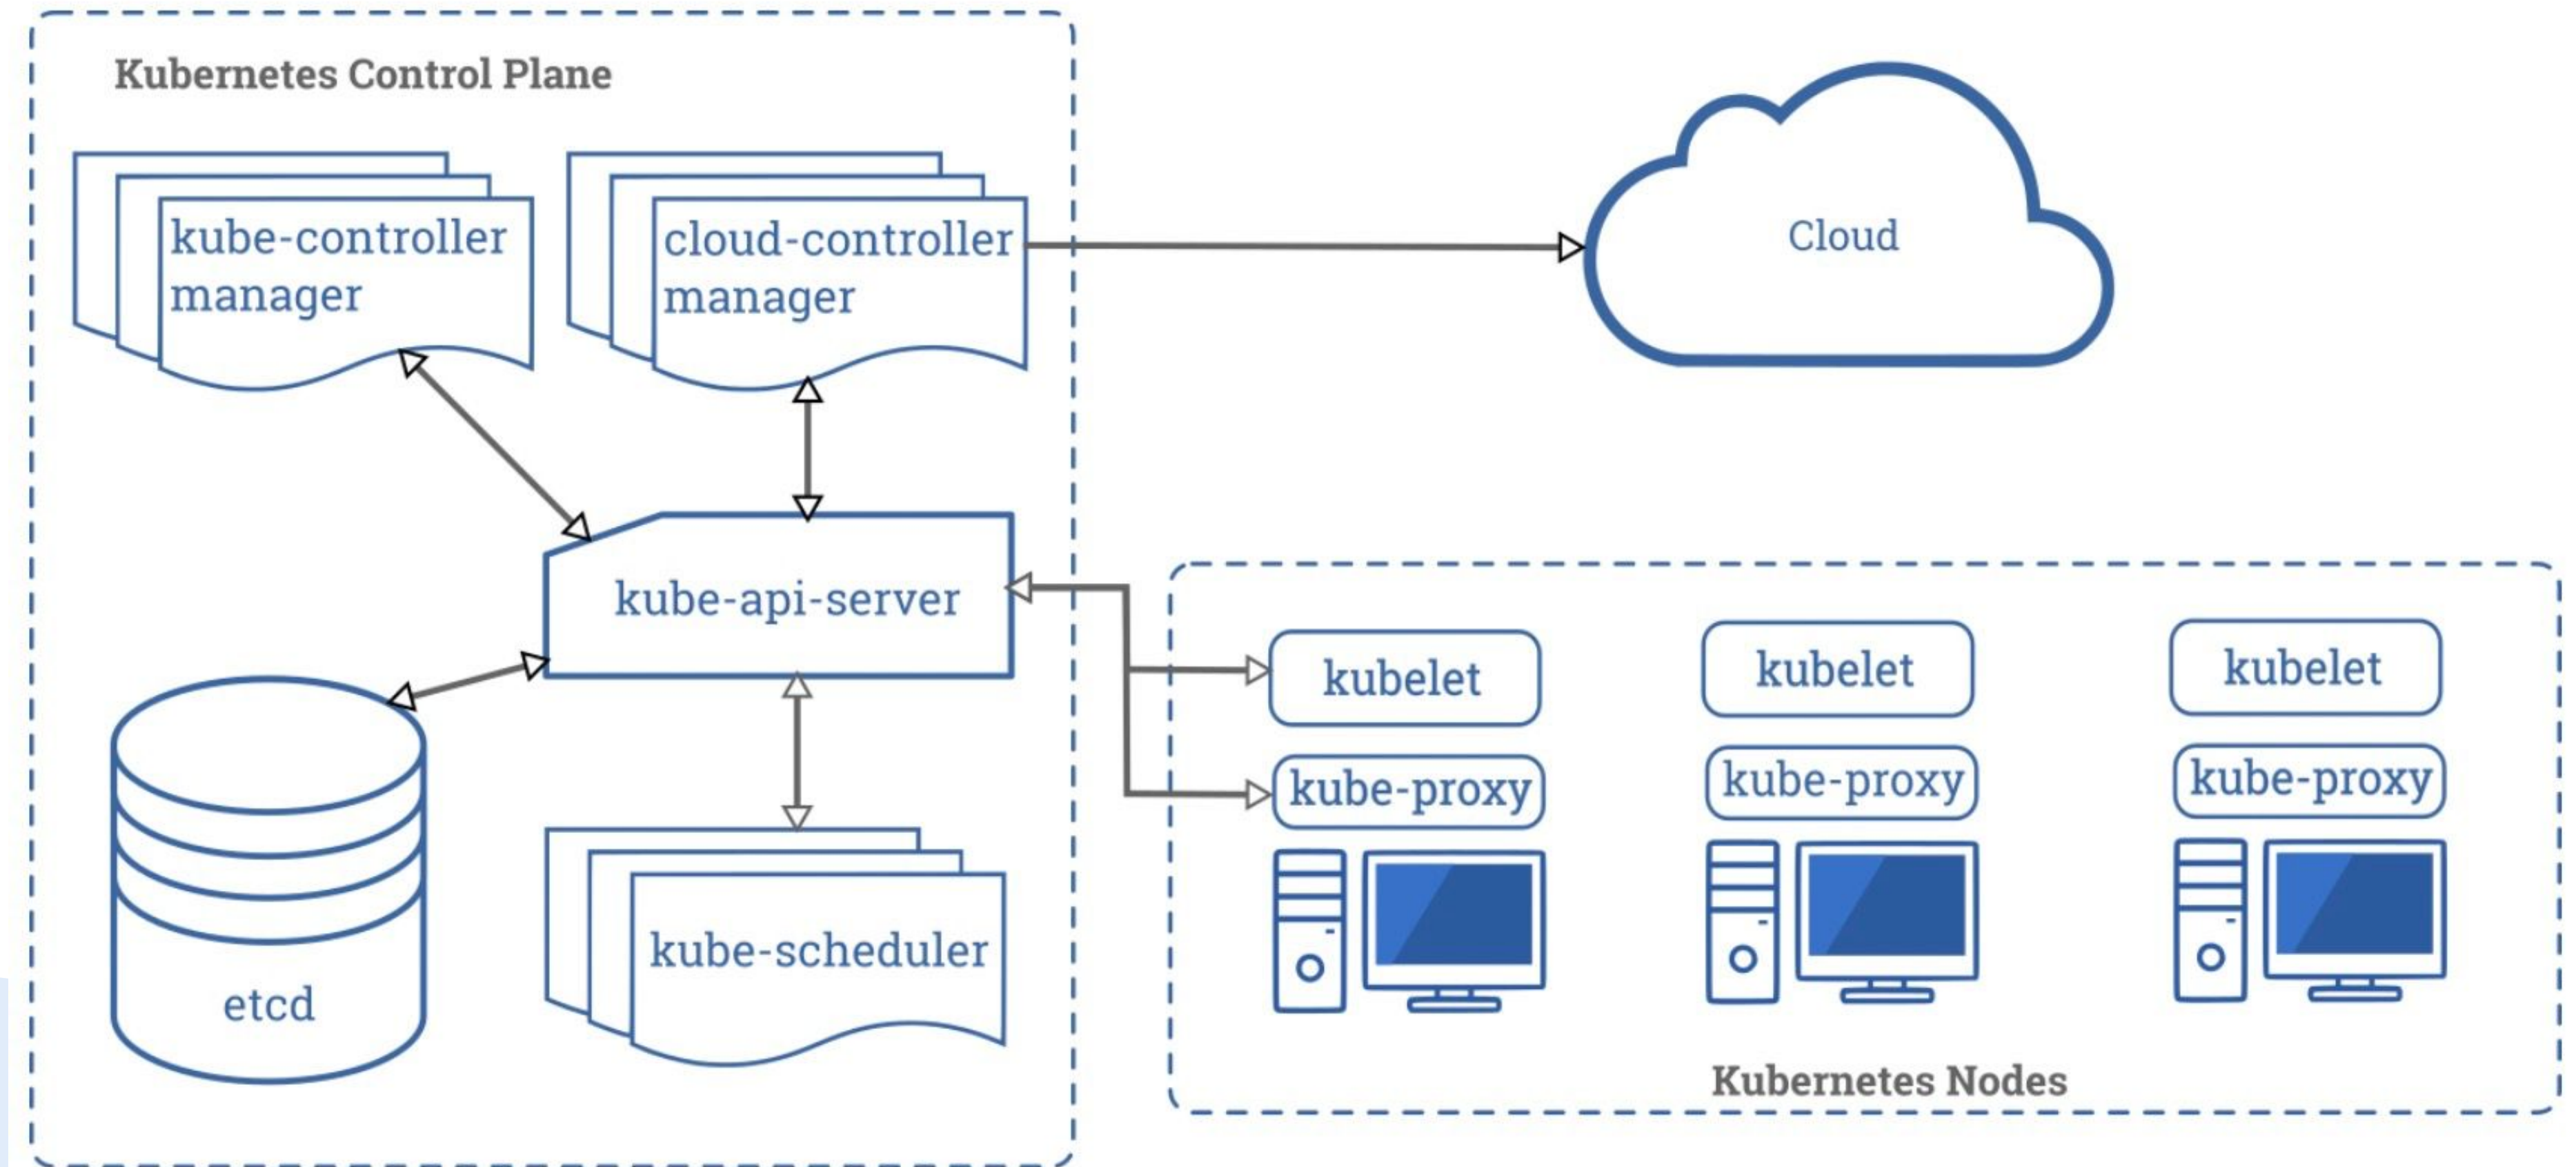 Kubernetes Control Plane
kube-controller
manager
cloud-controller
manager
Cloud
kube-api-server
etcd
kube-scheduler
kubelet
kube-proxy
kubelet
kube-proxy
kubelet
kube-proxy
Kubernetes Nodes